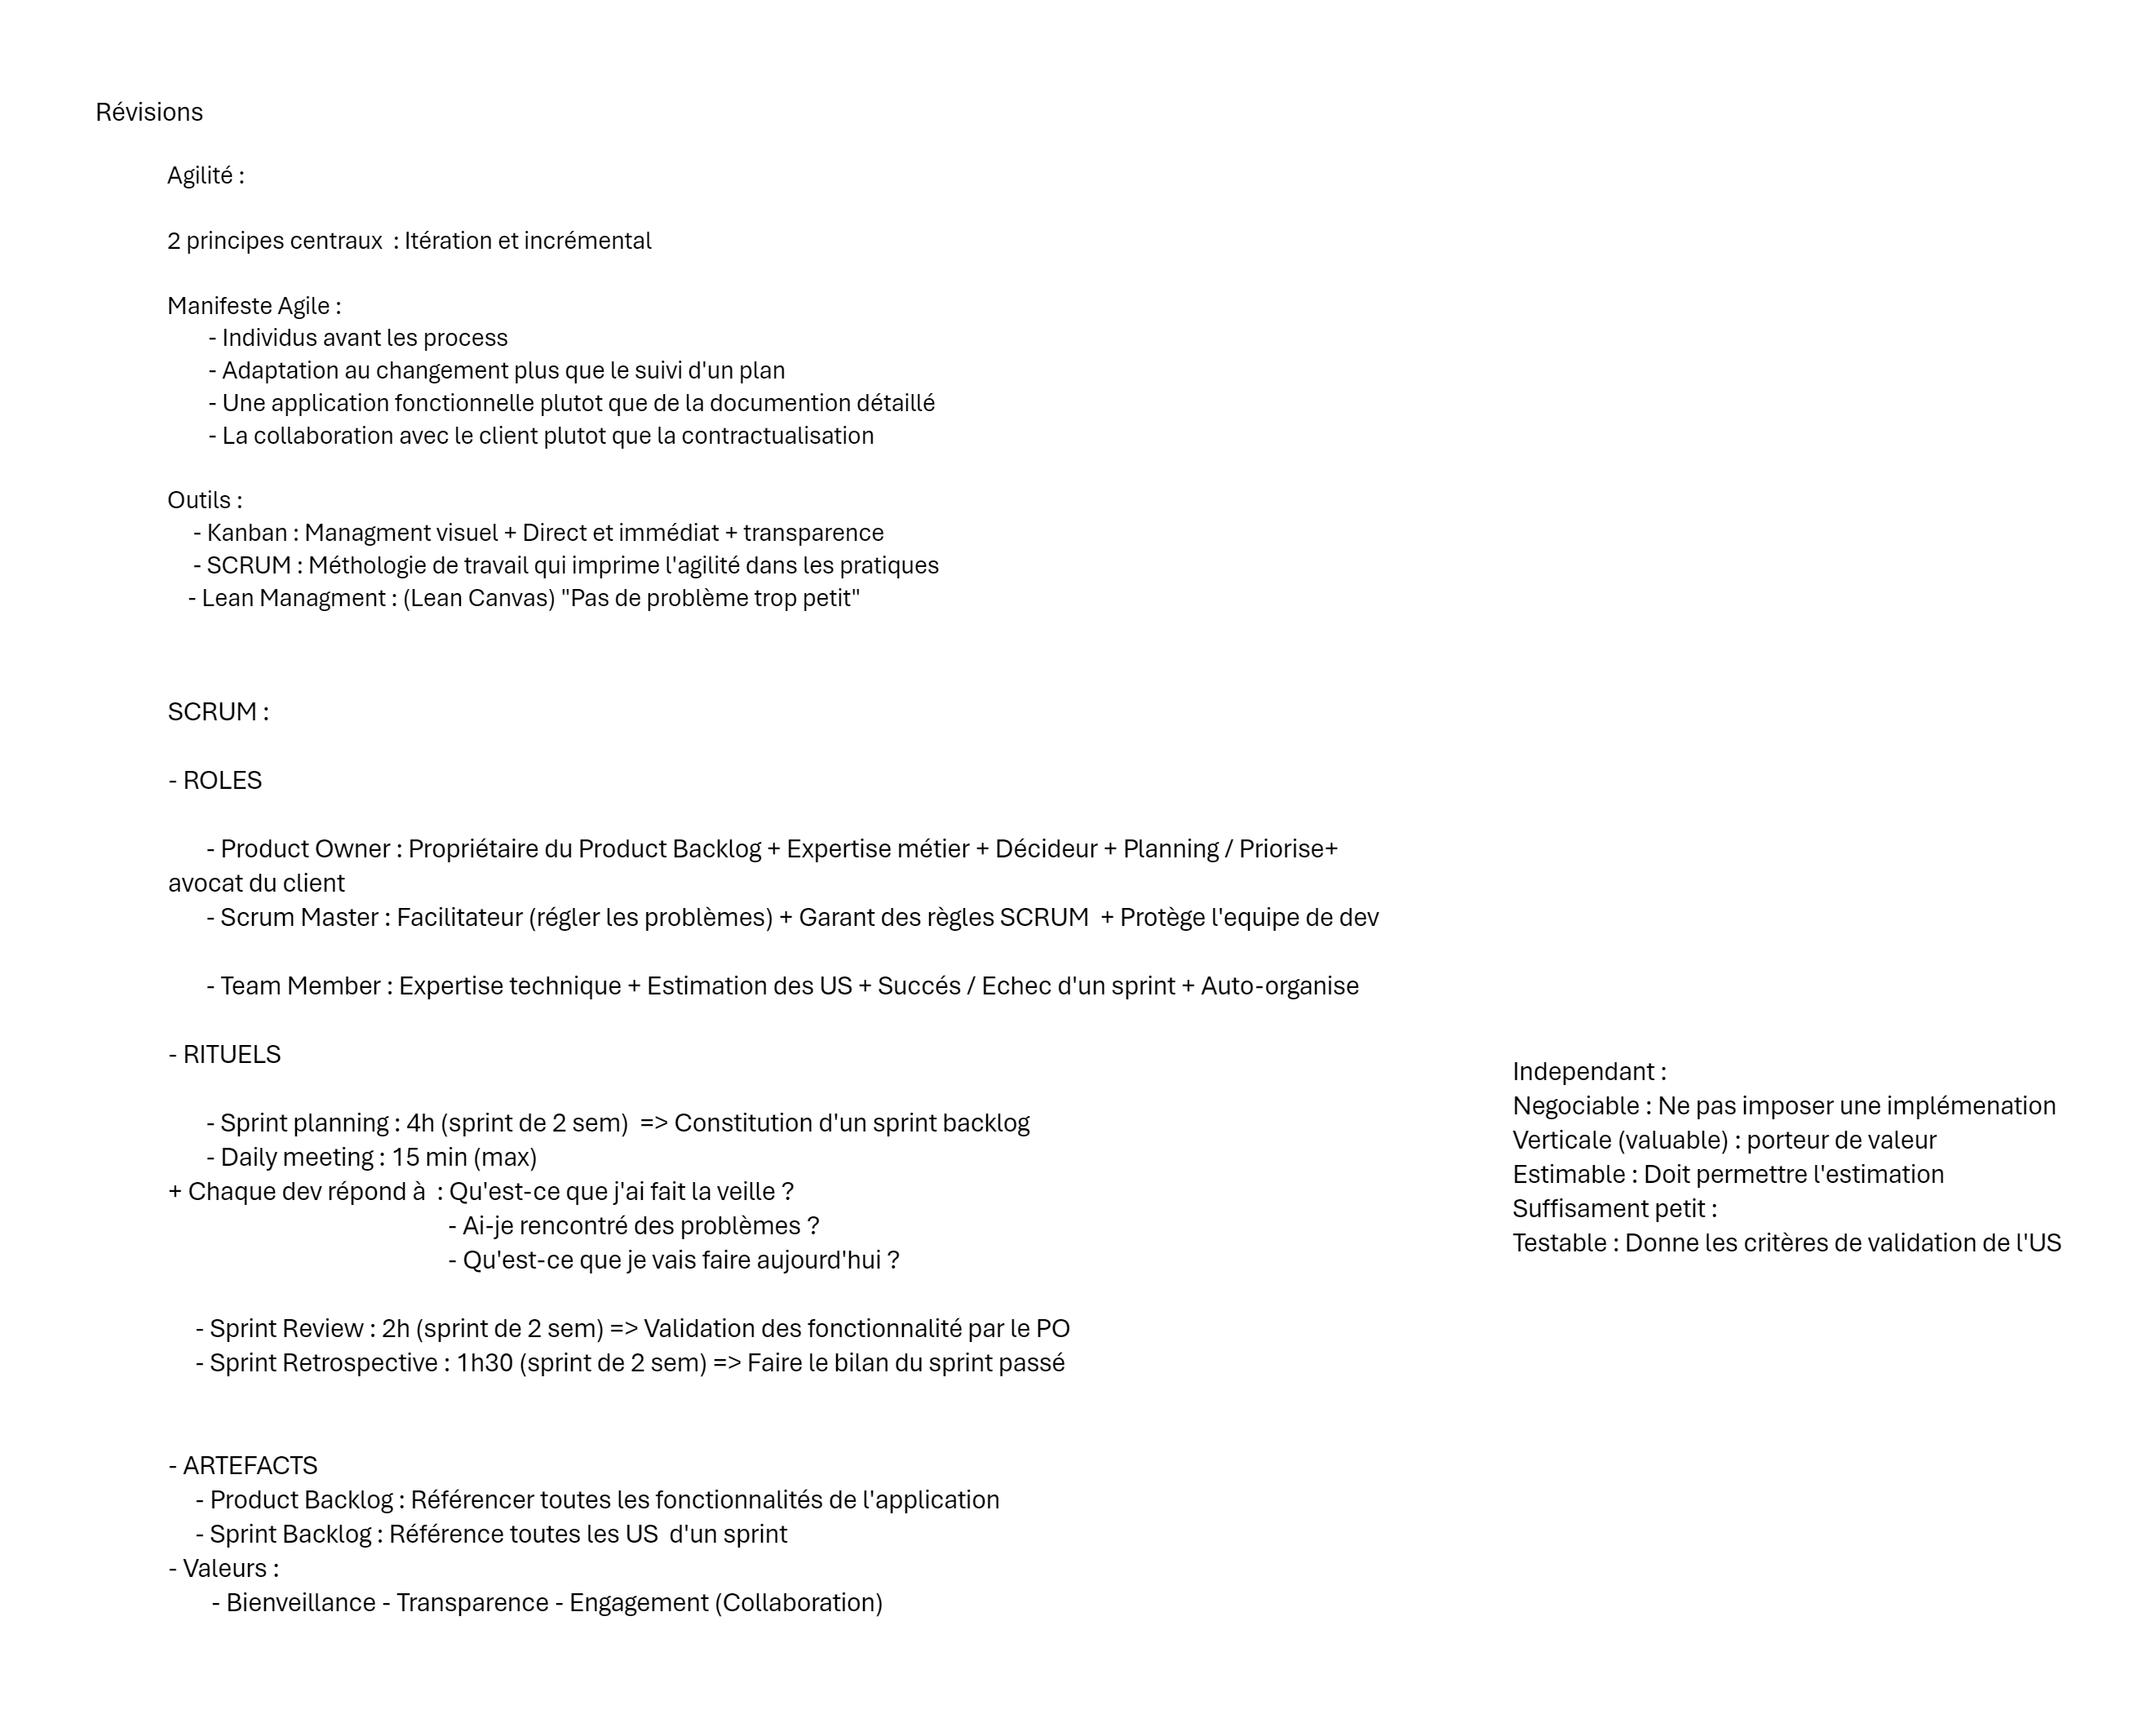 Révisions
Agilité :
2 principes centraux  : Itération et incrémental
Manifeste Agile :
- Individus avant les process
- Adaptation au changement plus que le suivi d'un plan
- Une application fonctionnelle plutot que de la documention détaillé
- La collaboration avec le client plutot que la contractualisation
Outils :
- Kanban : Managment visuel + Direct et immédiat + transparence
- SCRUM : Méthologie de travail qui imprime l'agilité dans les pratiques
- Lean Managment : (Lean Canvas) "Pas de problème trop petit"
SCRUM :
- ROLES
- Product Owner : Propriétaire du Product Backlog + Expertise métier + Décideur + Planning / Priorise+
avocat du client
- Scrum Master : Facilitateur (régler les problèmes) + Garant des règles SCRUM  + Protège l'equipe de dev
- Team Member : Expertise technique + Estimation des US + Succés / Echec d'un sprint + Auto-organise
- RITUELS
- Sprint planning : 4h (sprint de 2 sem)  => Constitution d'un sprint backlog
- Daily meeting : 15 min (max)
+ Chaque dev répond à  : Qu'est-ce que j'ai fait la veille ?
- Ai-je rencontré des problèmes ?
- Qu'est-ce que je vais faire aujourd'hui ?
- Sprint Review : 2h (sprint de 2 sem) => Validation des fonctionnalité par le PO
- Sprint Retrospective : 1h30 (sprint de 2 sem) => Faire le bilan du sprint passé
- ARTEFACTS
- Product Backlog : Référencer toutes les fonctionnalités de l'application
- Sprint Backlog : Référence toutes les US  d'un sprint
- Valeurs :
- Bienveillance - Transparence - Engagement (Collaboration)
Independant :
Negociable : Ne pas imposer une implémenation
Verticale (valuable) : porteur de valeur
Estimable : Doit permettre l'estimation
Suffisament petit :
Testable : Donne les critères de validation de l'US